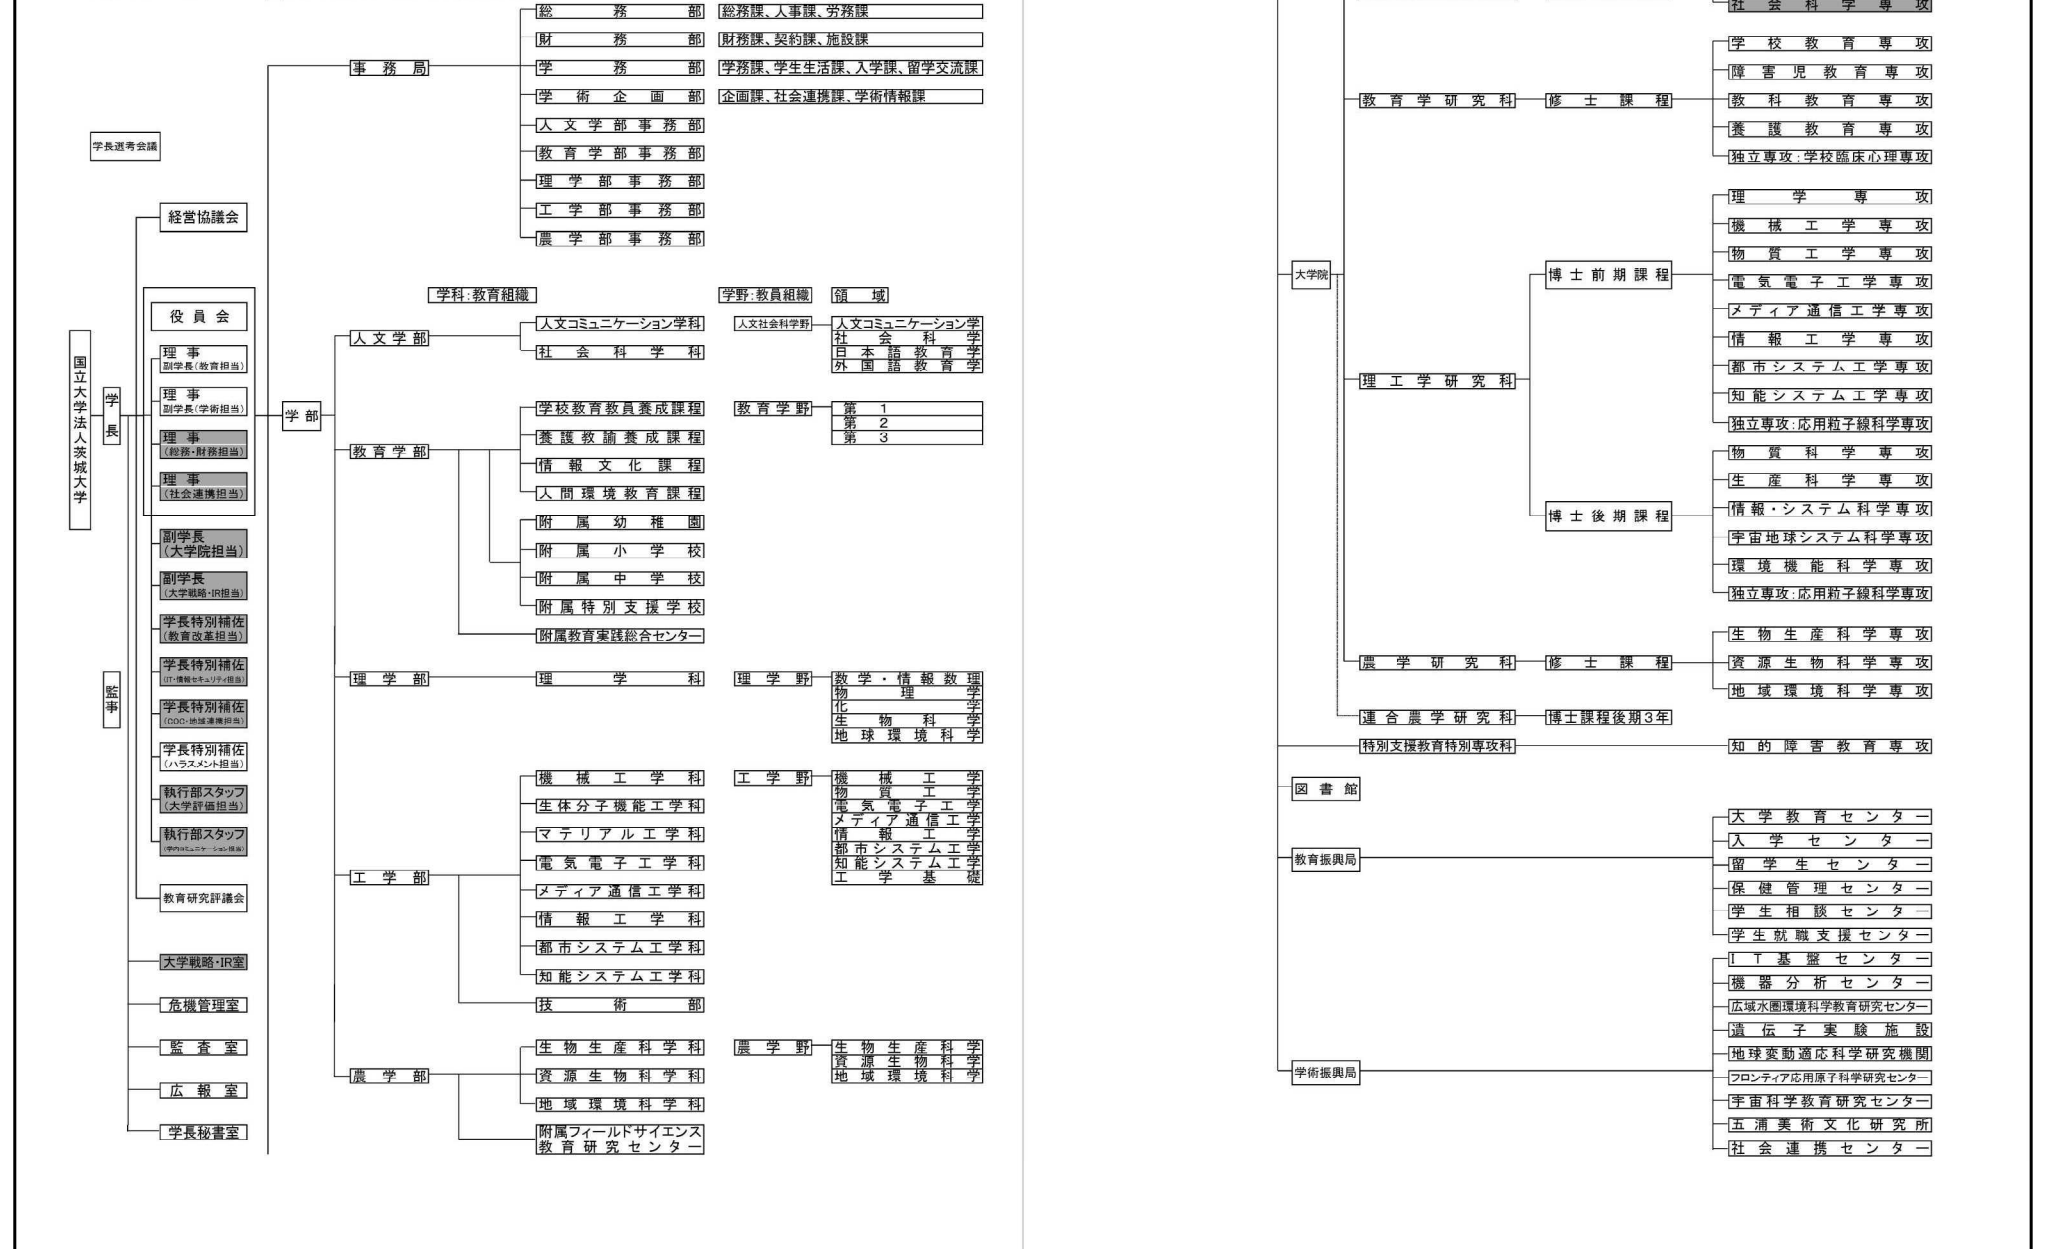 総務部 総務課、人事課、労務課
財務部 財務課、契約課、施設課
事務局 学務部 学務課、学生生活課、入学課、留学交流課
学術企画部 企画課、社会連携課、学術情報課
人文学部事務部
教育学部事務部
理学部事務部
工学部事務部
農学部事務部
学長選考会議
経営協議会
役員会
理事
副学長(教育担当)
理事
副学長(学術担当)
理事
(総務・財務担当)
理事
(社会連携担当)
副学長
(大学院担当)
副学長
(大学戦略・IR担当)
学長特別補佐
(教育改革担当)
学長特別補佐
(IT・情報セキュリティ担当)
学長特別補佐
(COC・地域連携担当)
学長特別補佐
(ハラスメント担当)
執行部スタッフ
(大学評価担当)
執行部スタッフ
(学内コミュニケーション担当)
教育研究評議会
国立大学法人茨城大学
学長
監事
大学戦略・IR室
危機管理室
監査室
広報室
学長秘書室
学部
学科:教育組織 学野:教員組織 領域
人文学部
人文コミュニケーション学科
社会科学科
人文社会科学野
人文コミュニケーション学
社会科学
日本語教育学
外国語教育学
教育学部
学校教育教員養成課程
養護教諭養成課程
情報文化課程
人間環境教育課程
附属幼稚園
附属小学校
附属中学校
附属特別支援学校
附属教育実践総合センター
教育学野
第1
第2
第3
理学部
理学科
理学野
数学・情報数理
物理学
化学
生物科学
地球環境科学
工学部
機械工学科
生体分子機能工学科
マテリアル工学科
電気電子工学科
メディア通信工学科
情報工学科
都市システム工学科
知能システム工学科
技術部
工学野
機械工学
物質工学
電気電子工学
メディア通信工学
情報工学
都市システム工学
知能システム工学
工学基礎
農学部
生物生産科学科
資源生物科学科
地域環境科学科
附属フィールドサイエンス
教育研究センター
農学野
生物生産科学
資源生物科学
地域環境科学
社会科学専攻
大学院
教育学研究科 修士課程
学校教育専攻
障害児教育専攻
教科教育専攻
養護教育専攻
独立専攻:学校臨床心理専攻
理工学研究科
博士前期課程
理学専攻
機械工学専攻
物質工学専攻
電気電子工学専攻
メディア通信工学専攻
情報工学専攻
都市システム工学専攻
知能システム工学専攻
独立専攻:応用粒子線科学専攻
博士後期課程
物質科学専攻
生産科学専攻
情報・システム科学専攻
宇宙地球システム科学専攻
環境機能科学専攻
独立専攻:応用粒子線科学専攻
農学研究科 修士課程
生物生産科学専攻
資源生物科学専攻
地域環境科学専攻
連合農学研究科 博士課程後期3年
特別支援教育特別専攻科 知的障害教育専攻
図書館
教育振興局
大学教育センター
入学センター
留学生センター
保健管理センター
学生相談センター
学生就職支援センター
学術振興局
IT基盤センター
機器分析センター
広域水圏環境科学教育研究センター
遺伝子実験施設
地球変動適応科学研究機関
フロンティア応用原子科学研究センター
宇宙科学教育研究センター
五浦美術文化研究所
社会連携センター